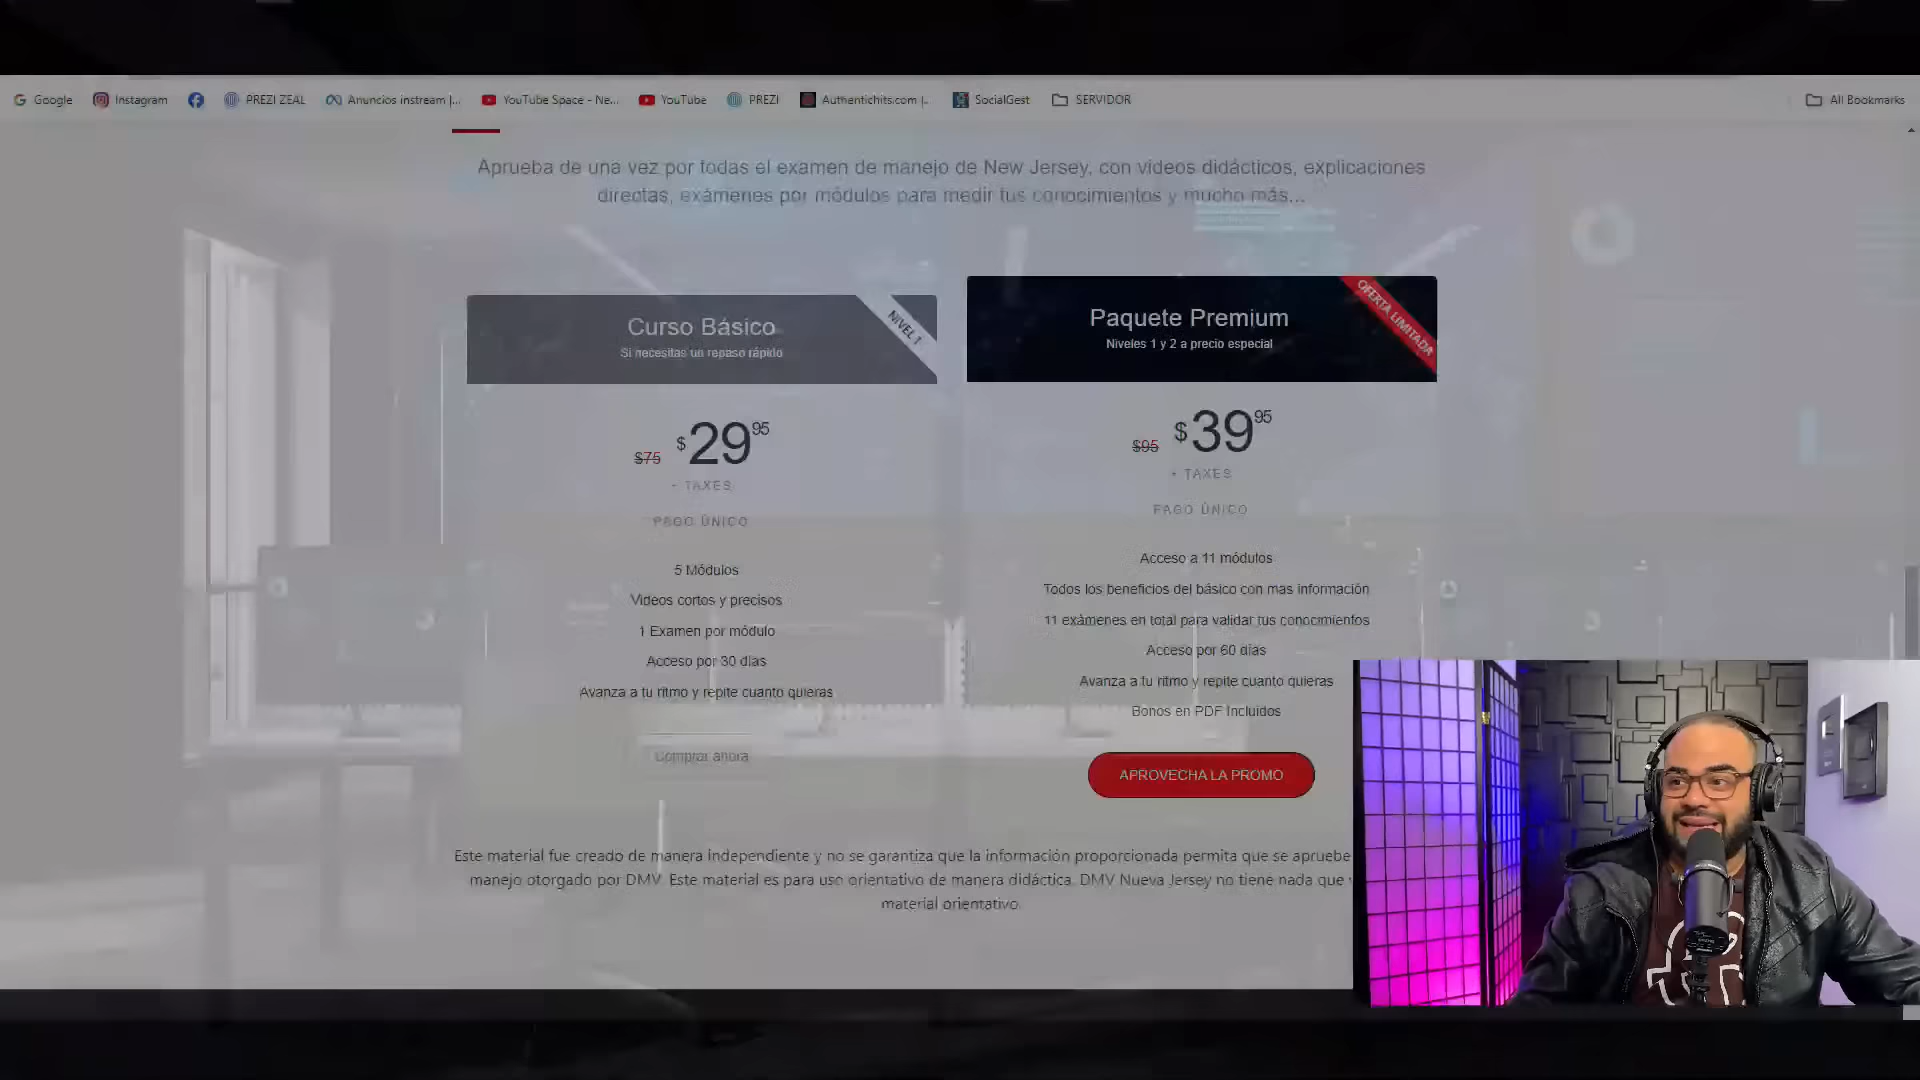 Google Instagram PREZI ZEAL Anuncios instream |... YouTube Space - Ne... YouTube PREZI Authentichits.com |... SocialGest SERVIDOR All Bookmarks
Aprueba de una vez por todas el examen de manejo de New Jersey, con videos didácticos, explicaciones
directas, exámenes por módulos para medir tus conocimientos y mucho más...
Curso Básico
Si necesitas un repaso rápido
NIVEL 1
$75 $29 95
+ TAXES
PAGO ÚNICO
5 Módulos
Videos cortos y precisos
1 Examen por módulo
Acceso por 30 días
Avanza a tu ritmo y repite cuanto quieras
Comprar ahora
Paquete Premium
Niveles 1 y 2 a precio especial
OFERTA LIMITADA
$95 $39 95
+ TAXES
PAGO ÚNICO
Acceso a 11 módulos
Todos los beneficios del básico con mas información
11 exámenes en total para validar tus conocimientos
Acceso por 60 días
Avanza a tu ritmo y repite cuanto quieras
Bonos en PDF Incluidos
APROVECHA LA PROMO
Este material fue creado de manera independiente y no se garantiza que la información proporcionada permita que se apruebe
manejo otorgado por DMV. Este material es para uso orientativo de manera didáctica. DMV Nueva Jersey no tiene nada que
material orientativo.